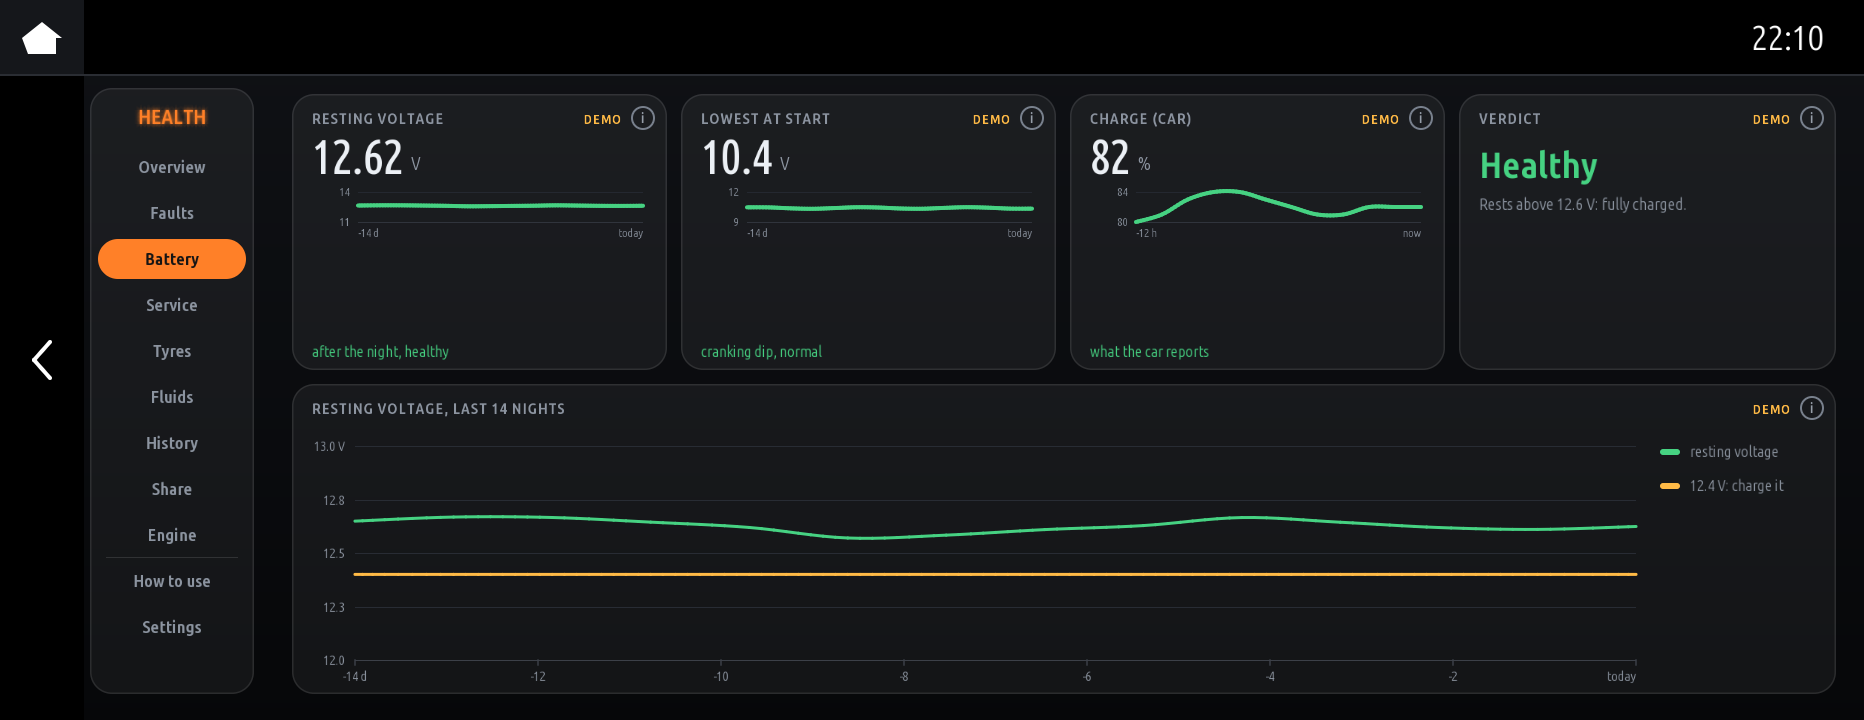 22:10
HEALTH
Overview
Faults
Battery
Service
Tyres
Fluids
History
Share
Engine
How to use
Settings
RESTING VOLTAGE DEMO i
12.62 V
14
11
-14 d today
after the night, healthy
LOWEST AT START DEMO i
10.4 V
12
9
-14 d today
cranking dip, normal
CHARGE (CAR) DEMO i
82 %
84
80
-12 h now
what the car reports
VERDICT DEMO i
Healthy
Rests above 12.6 V: fully charged.
RESTING VOLTAGE, LAST 14 NIGHTS DEMO i
13.0 V
12.8
12.5
12.3
12.0
-14 d -12 -10 -8 -6 -4 -2 today
resting voltage
12.4 V: charge it